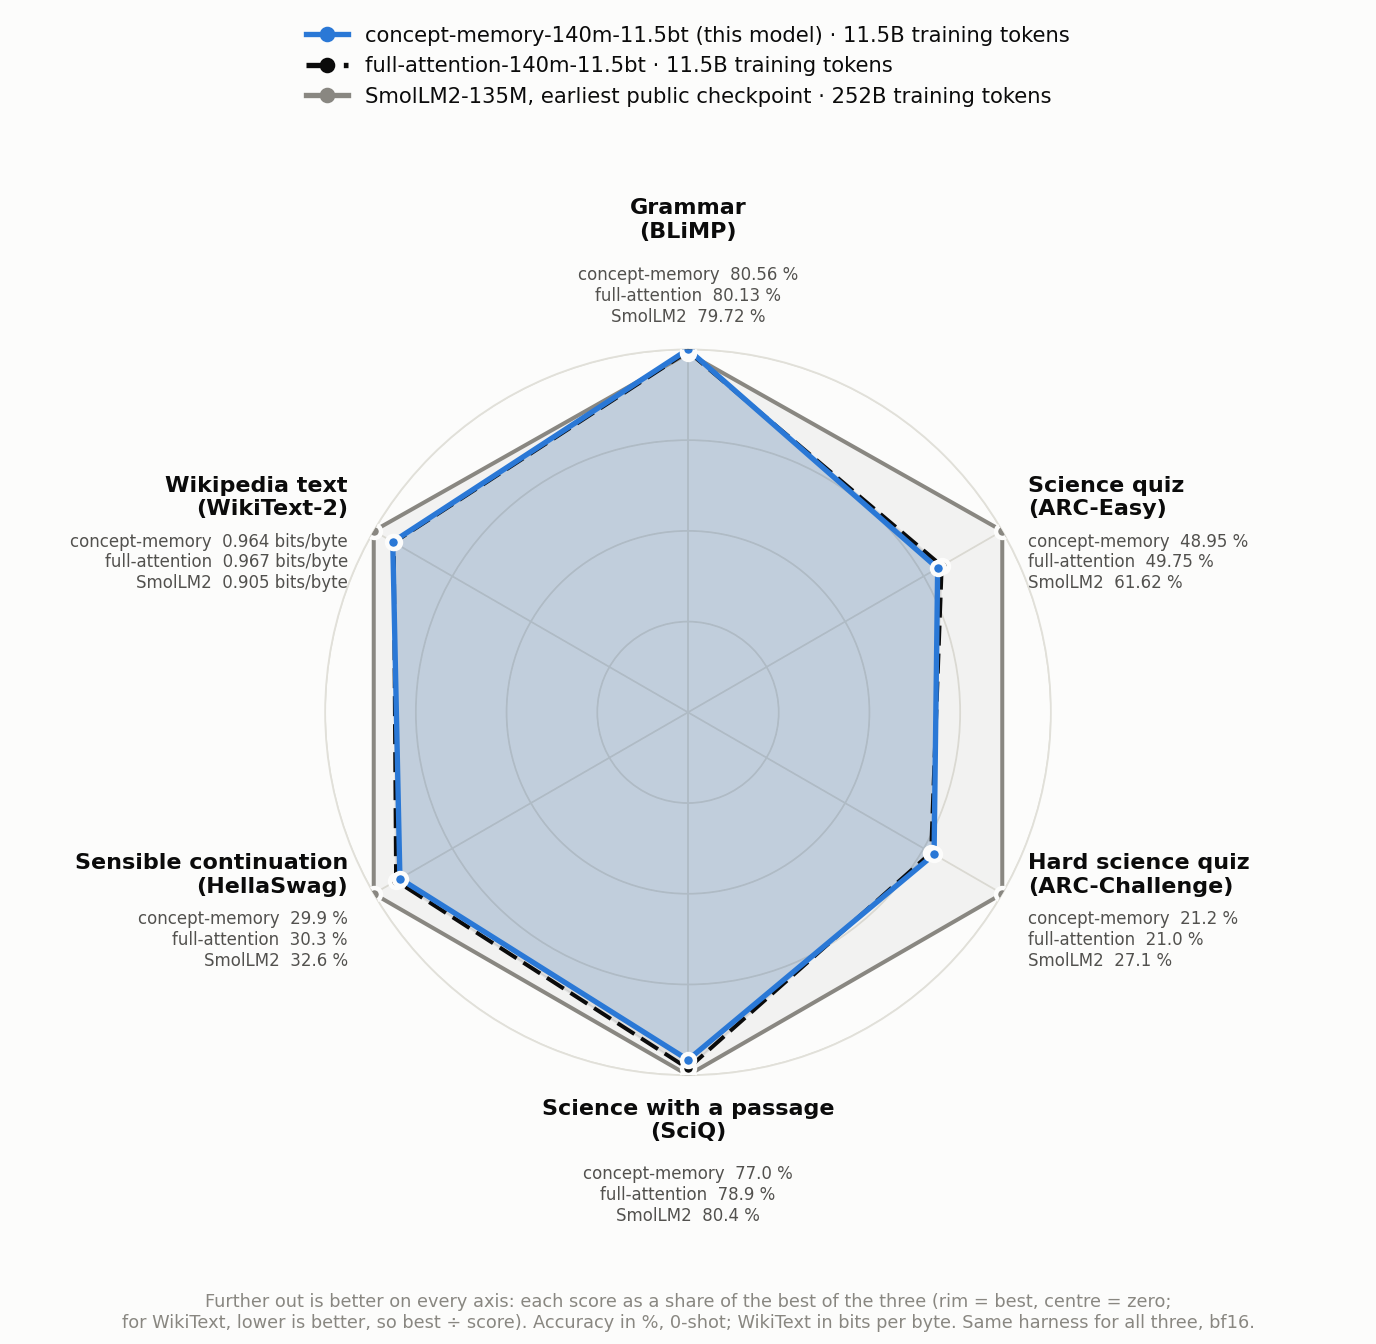 concept-memory-140m-11.5bt (this model) · 11.5B training tokens
full-attention-140m-11.5bt · 11.5B training tokens
SmolLM2-135M, earliest public checkpoint · 252B training tokens
Grammar
(BLiMP)
concept-memory 80.56 %
full-attention 80.13 %
SmolLM2 79.72 %
Wikipedia text
(WikiText-2)
concept-memory 0.964 bits/byte
full-attention 0.967 bits/byte
SmolLM2 0.905 bits/byte
Science quiz
(ARC-Easy)
concept-memory 48.95 %
full-attention 49.75 %
SmolLM2 61.62 %
Sensible continuation
(HellaSwag)
concept-memory 29.9 %
full-attention 30.3 %
SmolLM2 32.6 %
Hard science quiz
(ARC-Challenge)
concept-memory 21.2 %
full-attention 21.0 %
SmolLM2 27.1 %
Science with a passage
(SciQ)
concept-memory 77.0 %
full-attention 78.9 %
SmolLM2 80.4 %
Further out is better on every axis: each score as a share of the best of the three (rim = best, centre = zero;
for WikiText, lower is better, so best ÷ score). Accuracy in %, 0-shot; WikiText in bits per byte. Same harness for all three, bf16.